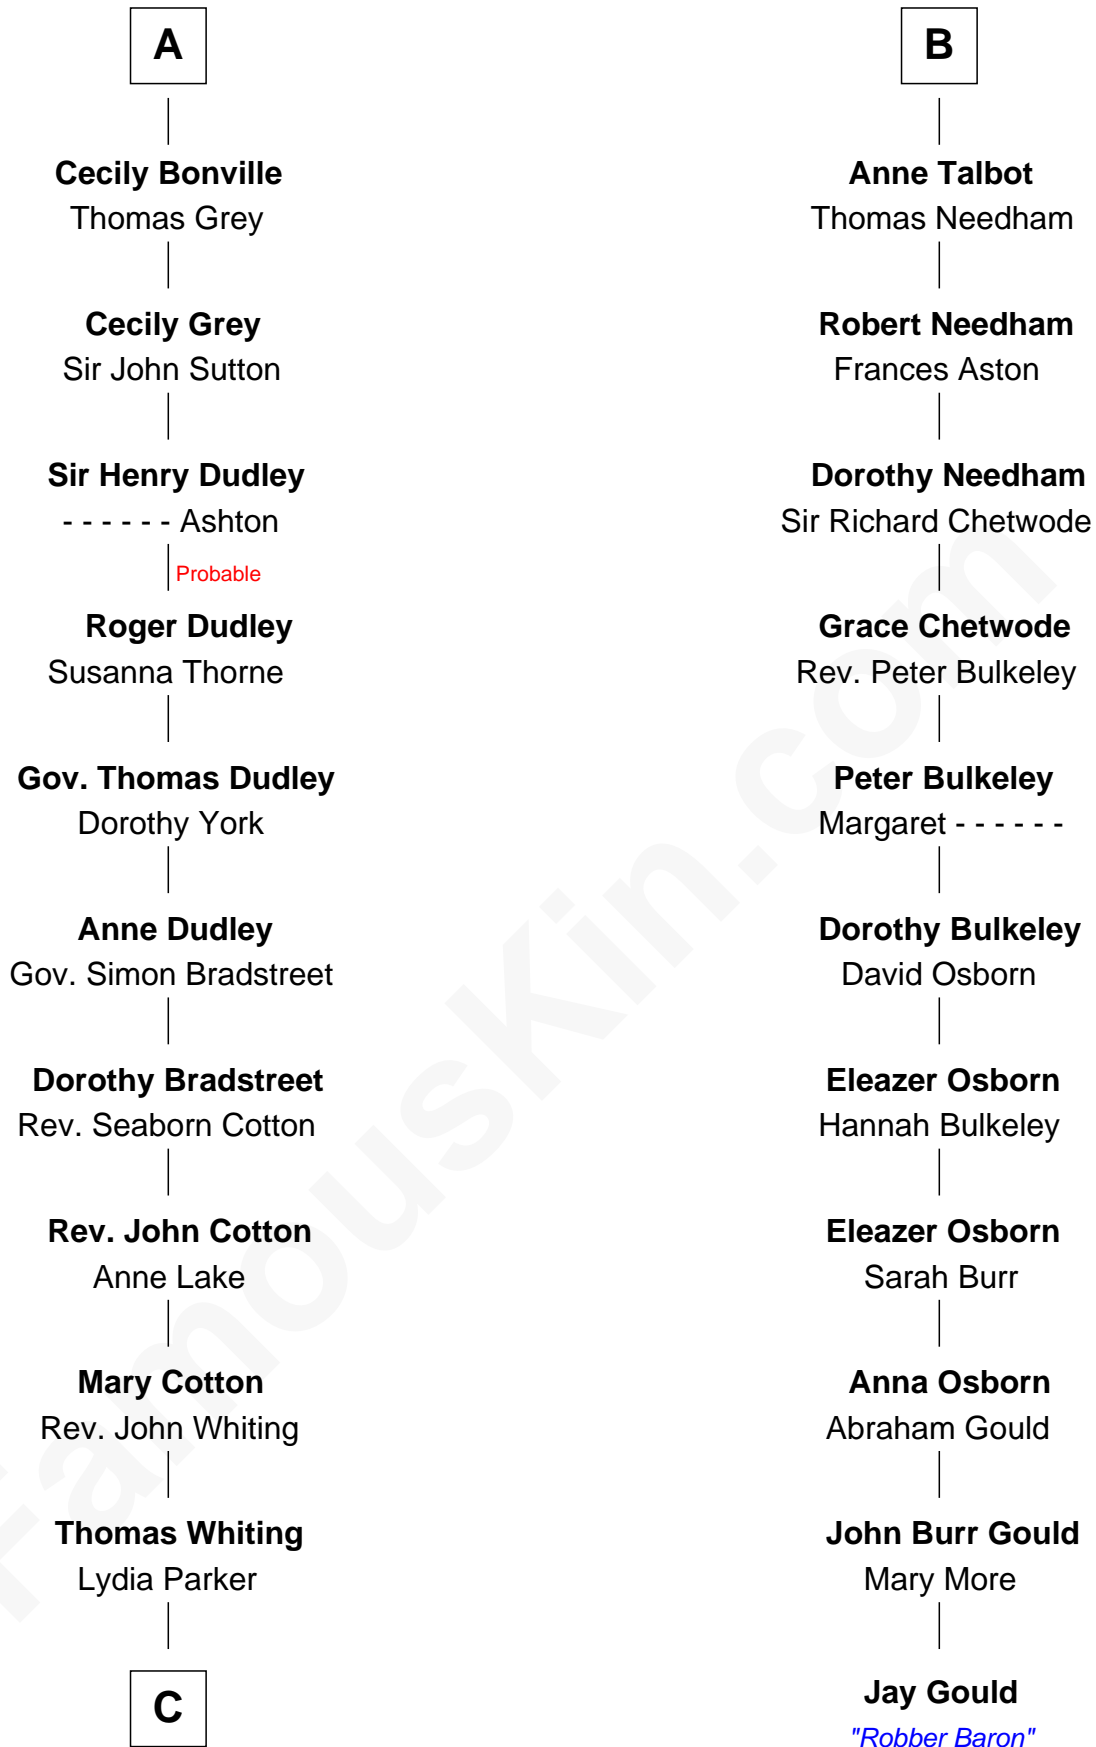 A
Cecily Bonville
Thomas Grey
Cecily Grey
Sir John Sutton
Sir Henry Dudley
- - - - - - Ashton
Probable
Roger Dudley
Susanna Thorne
Gov. Thomas Dudley
Dorothy York
Anne Dudley
Gov. Simon Bradstreet
Dorothy Bradstreet
Rev. Seaborn Cotton
Rev. John Cotton
Anne Lake
Mary Cotton
Rev. John Whiting
Thomas Whiting
Lydia Parker
C
B
Anne Talbot
Thomas Needham
Robert Needham
Frances Aston
Dorothy Needham
Sir Richard Chetwode
Grace Chetwode
Rev. Peter Bulkeley
Peter Bulkeley
Margaret - - - - - -
Dorothy Bulkeley
David Osborn
Eleazer Osborn
Hannah Bulkeley
Eleazer Osborn
Sarah Burr
Anna Osborn
Abraham Gould
John Burr Gould
Mary More
Jay Gould
"Robber Baron"
FamousKin.com